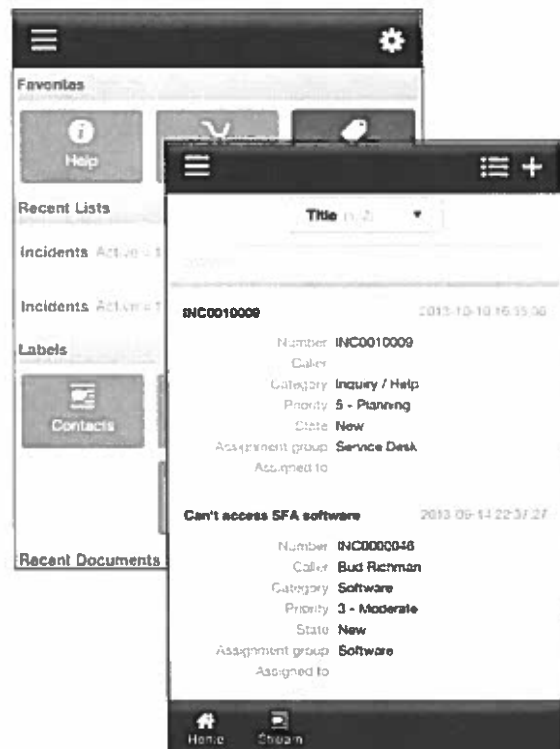 Favorites
Help
Recent Lists
Incidents Active
Incidents Active
Labels
Contacts
Recent Documents
Title
INC0010009 2013-10-10 16:35:06
Number INC0010009
Caller
Category Inquiry / Help
Priority 5 - Planning
State New
Assignment group Service Desk
Assigned to
Can't access SFA software
Number INC0000046
Caller Bud Richman
Category Software
Priority 3 - Moderate
State New
Assignment group Software
Assigned to
Home Stream